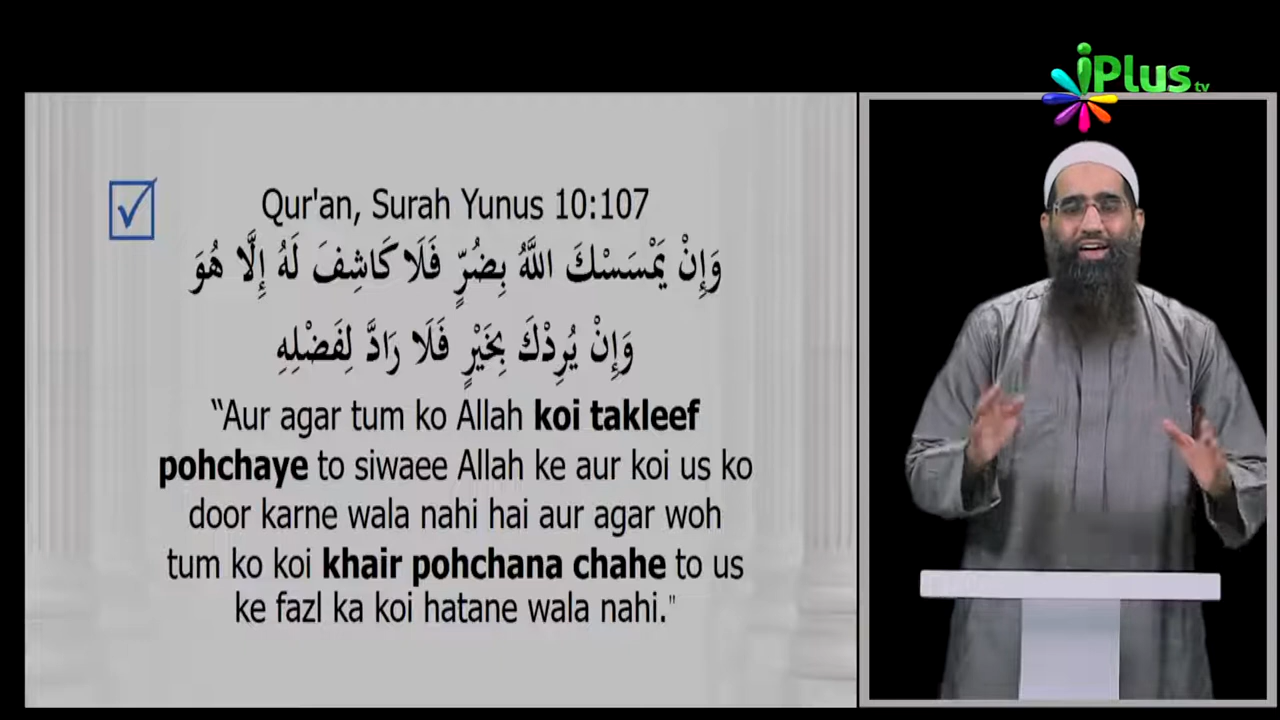 iPlus tv
Qur'an, Surah Yunus 10:107
وَإِنْ يَمْسَسْكَ اللَّهُ بِضُرٍّ فَلَا كَاشِفَ لَهُ إِلَّا هُوَ
وَإِنْ يُرِدْكَ بِخَيْرٍ فَلَا رَادَّ لِفَضْلِهِ
“Aur agar tum ko Allah koi takleef
pohchaye to siwaee Allah ke aur koi us ko
door karne wala nahi hai aur agar woh
tum ko koi khair pohchana chahe to us
ke fazl ka koi hatane wala nahi."